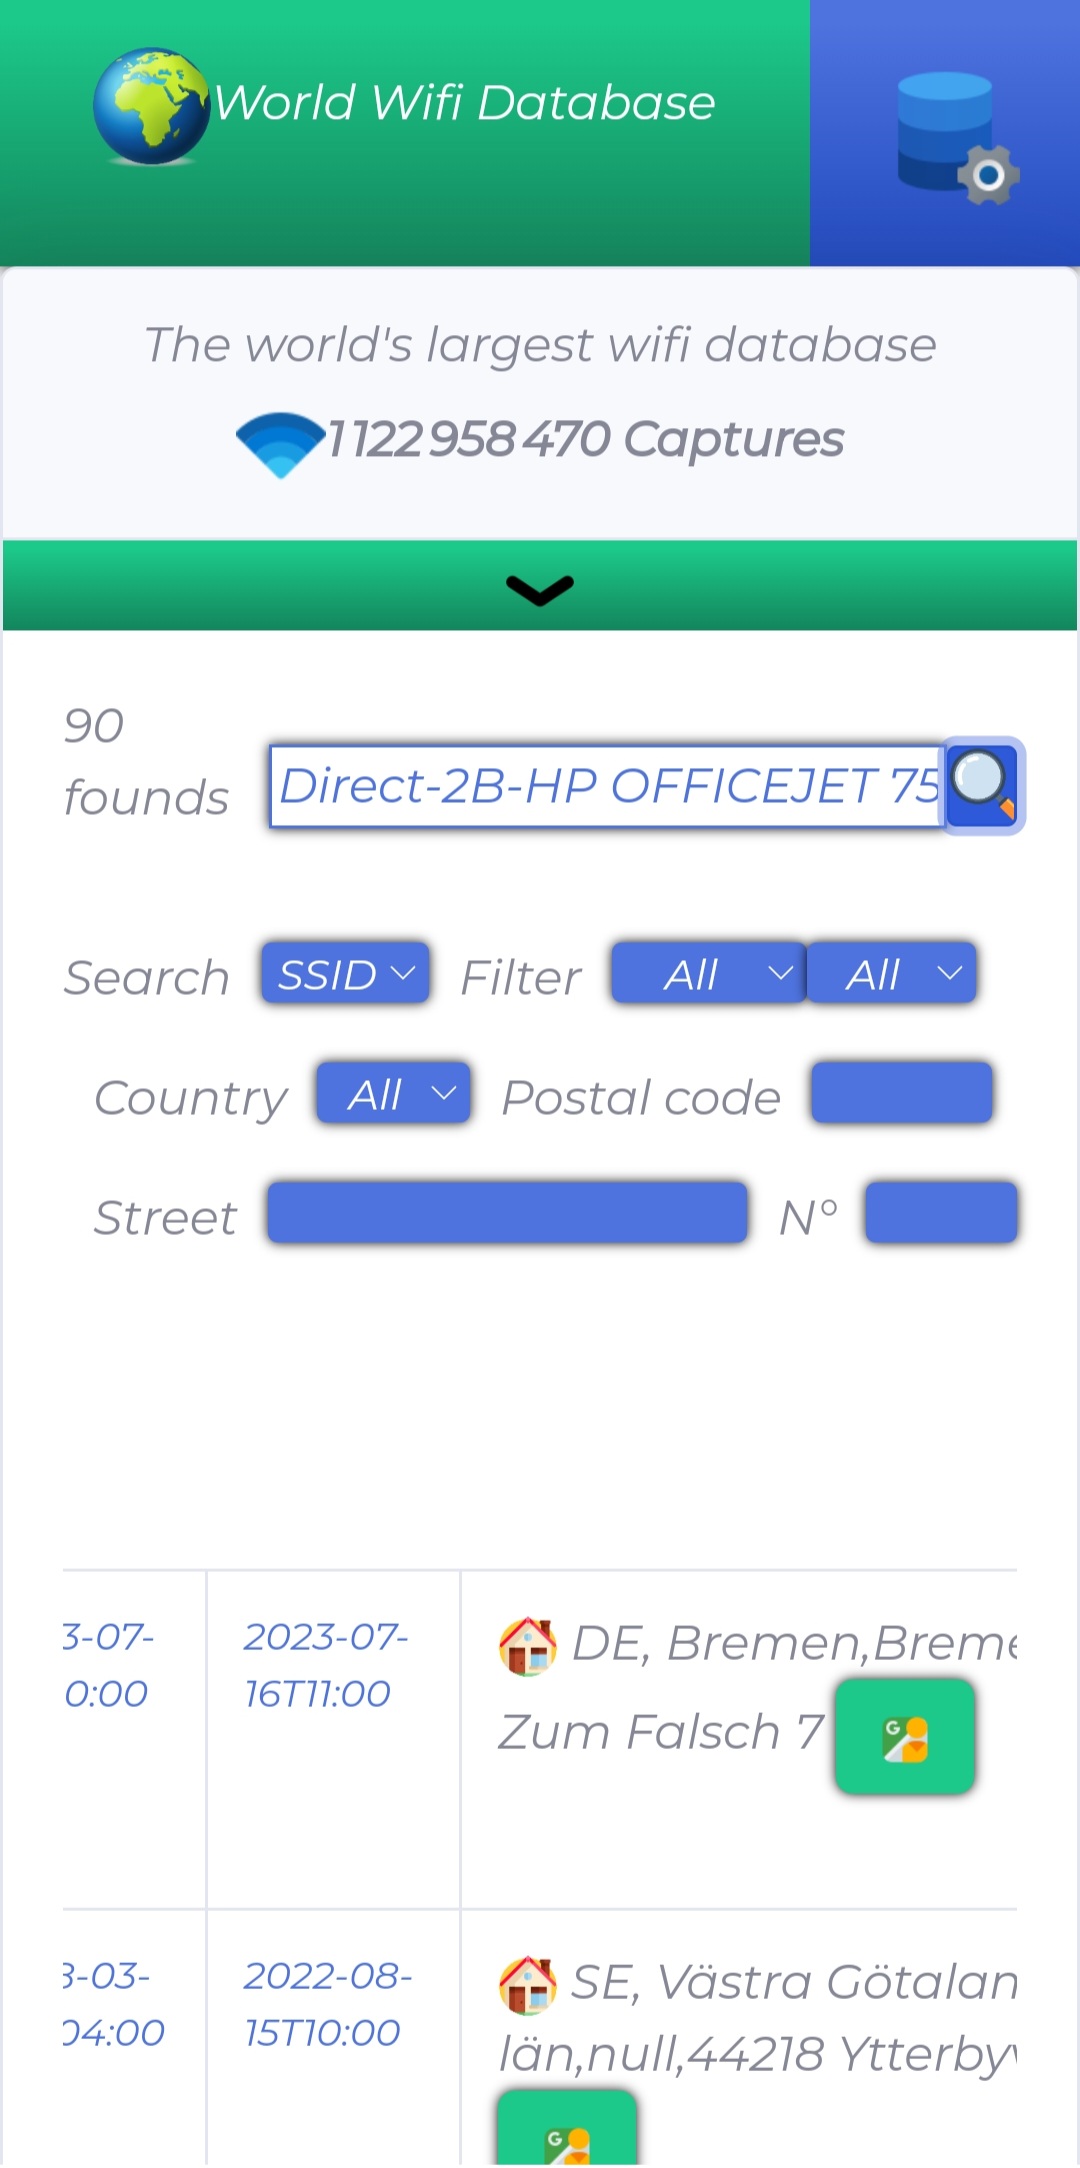 World Wifi Database
The world's largest wifi database
1 122 958 470 Captures
90
founds
Direct-2B-HP OFFICEJET 75
Search SSID Filter All All
Country All Postal code
Street N°
3-07- 2023-07- DE, Bremen,Breme
0:00 16T11:00 Zum Falsch 7
3-03- 2022-08- SE, Västra Götalan
04:00 15T10:00 län,null,44218 Ytterby